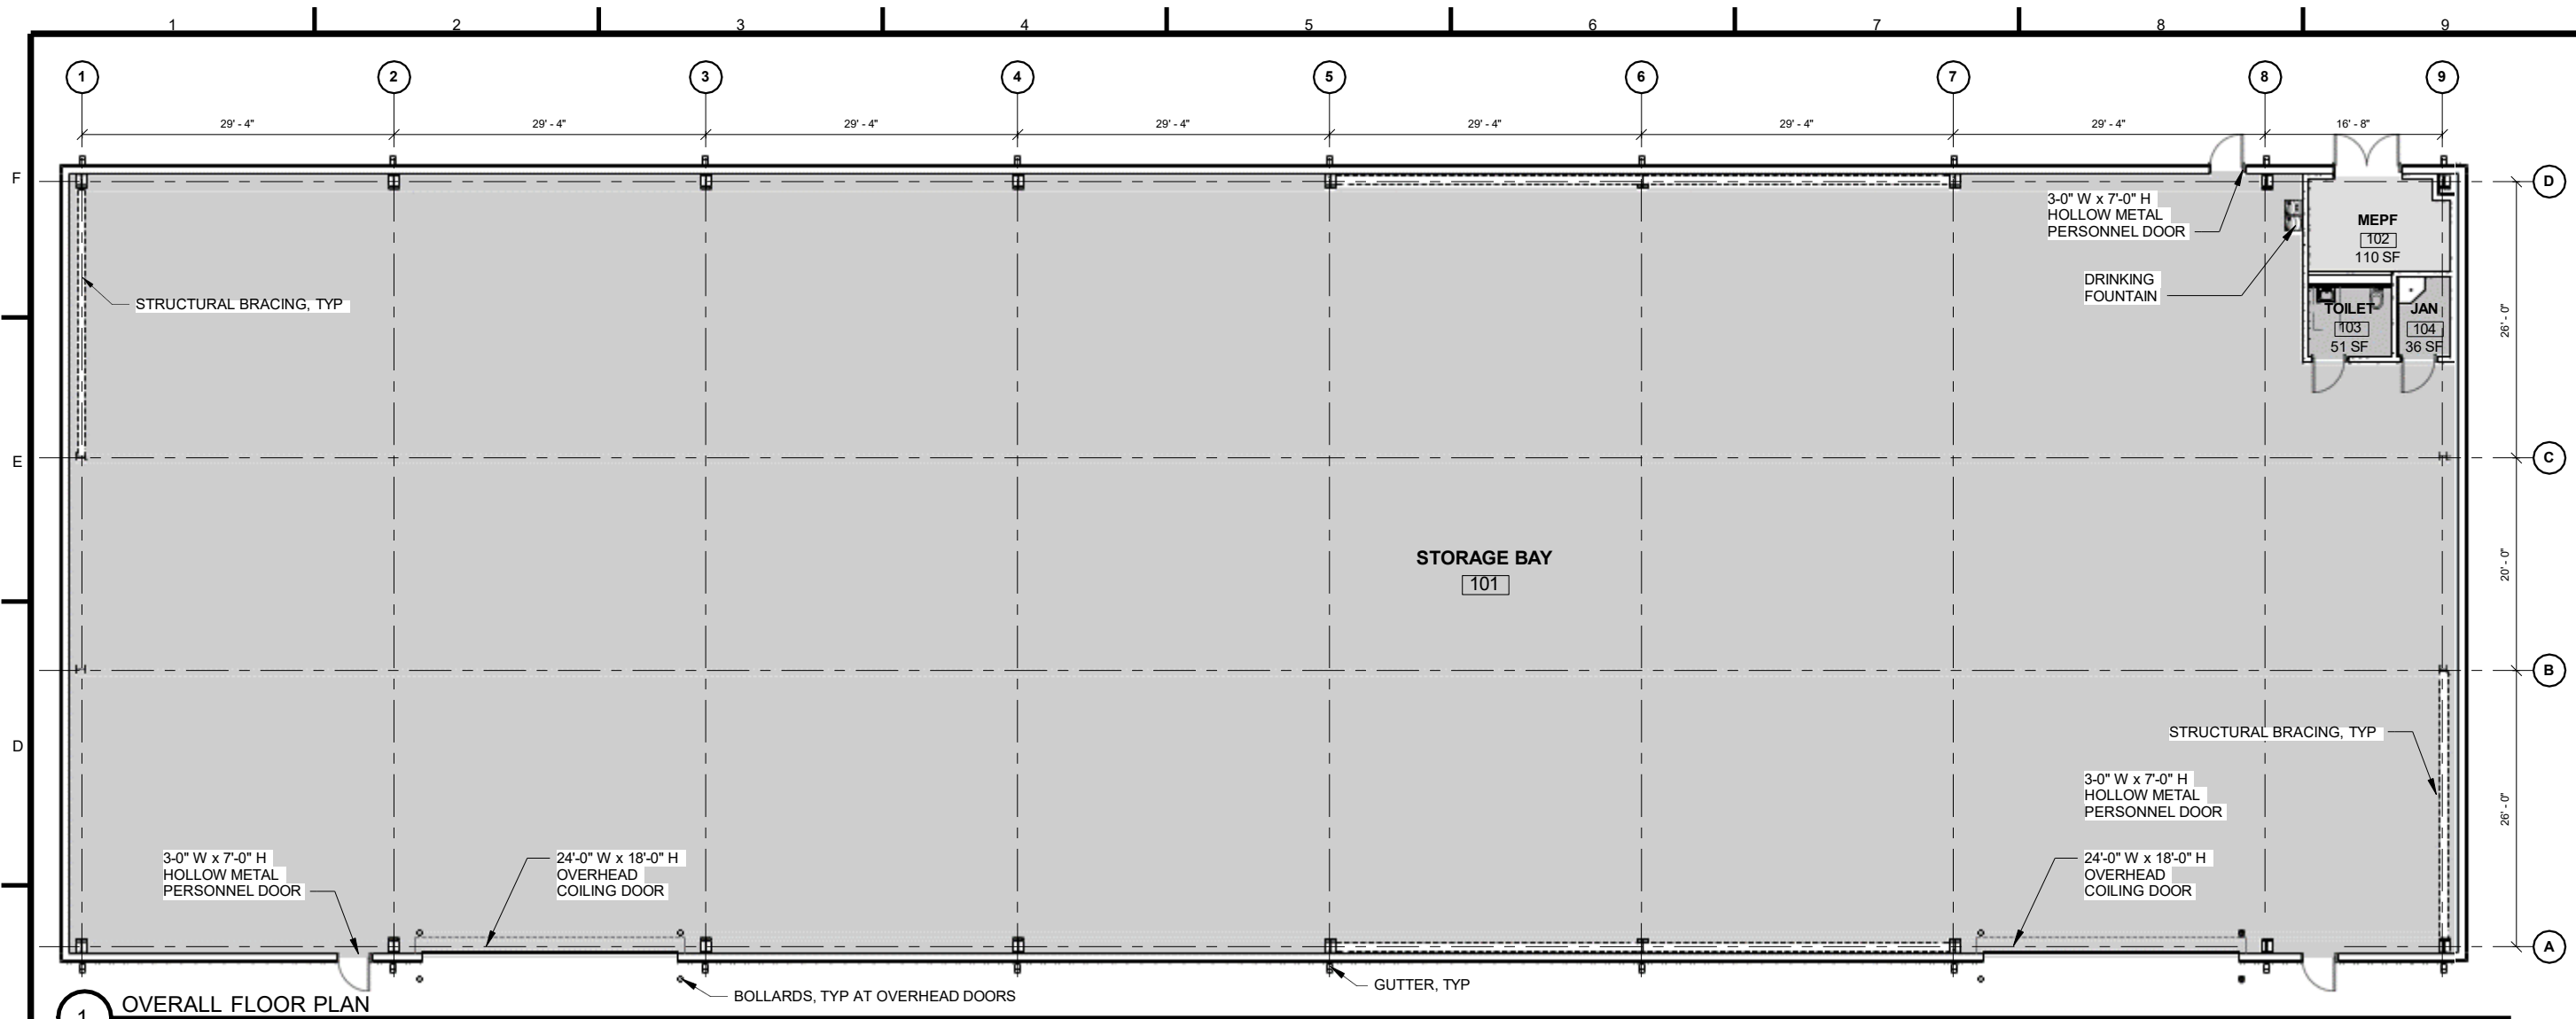 1 2 3 4 5 6 7 8 9
1 2 3 4 5 6 7 8 9
29' - 4" 29' - 4" 29' - 4" 29' - 4" 29' - 4" 29' - 4" 29' - 4" 16' - 8"
F
D
3-0" W x 7'-0" H
HOLLOW METAL
PERSONNEL DOOR
MEPF
102
110 SF
DRINKING
FOUNTAIN
STRUCTURAL BRACING, TYP
TOILET
103
51 SF
JAN
104
36 SF
26' - 0"
E
C
STORAGE BAY
101
20' - 0"
B
D
STRUCTURAL BRACING, TYP
3-0" W x 7'-0" H
HOLLOW METAL
PERSONNEL DOOR
26' - 0"
3-0" W x 7'-0" H
HOLLOW METAL
PERSONNEL DOOR
24'-0" W x 18'-0" H
OVERHEAD
COILING DOOR
24'-0" W x 18'-0" H
OVERHEAD
COILING DOOR
A
GUTTER, TYP
BOLLARDS, TYP AT OVERHEAD DOORS
1
OVERALL FLOOR PLAN